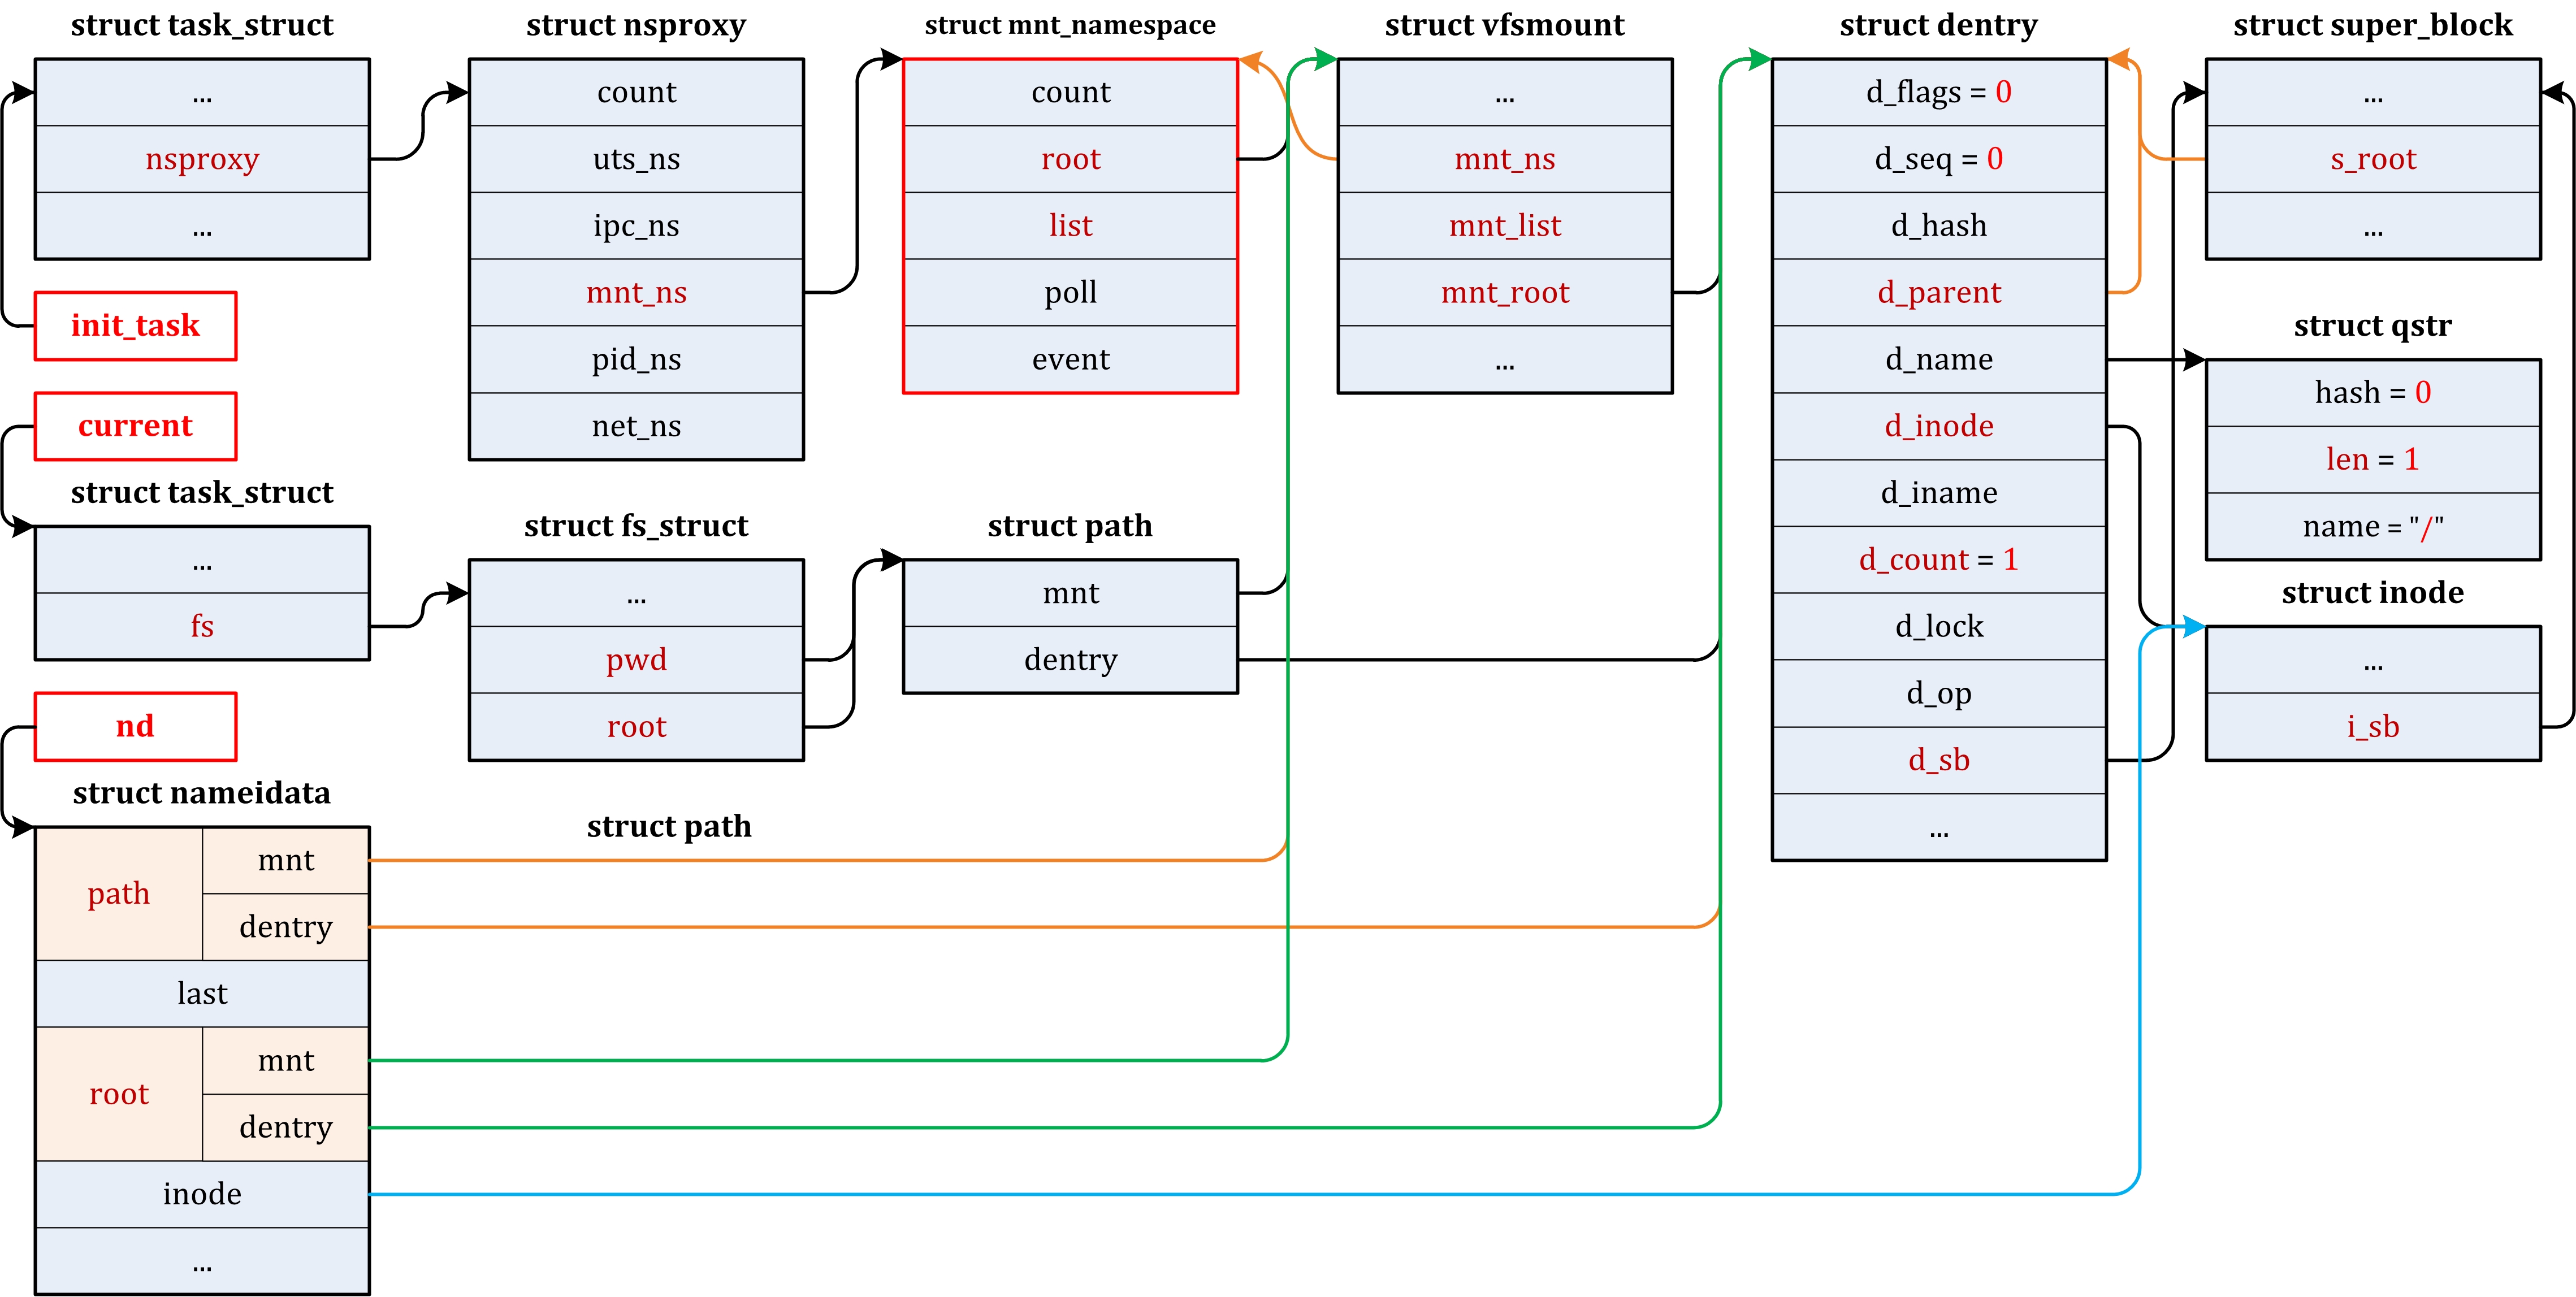 struct task_struct
...
nsproxy
...
init_task
current
struct task_struct
...
fs
nd
struct nameidata
path
mnt
dentry
last
root
mnt
dentry
inode
...
struct nsproxy
count
uts_ns
ipc_ns
mnt_ns
pid_ns
net_ns
struct fs_struct
...
pwd
root
struct path
struct mnt_namespace
count
root
list
poll
event
struct path
mnt
dentry
struct vfsmount
...
mnt_ns
mnt_list
mnt_root
...
struct dentry
d_flags = 0
d_seq = 0
d_hash
d_parent
d_name
d_inode
d_iname
d_count = 1
d_lock
d_op
d_sb
...
struct super_block
...
s_root
...
struct qstr
hash = 0
len = 1
name = "/"
struct inode
...
i_sb